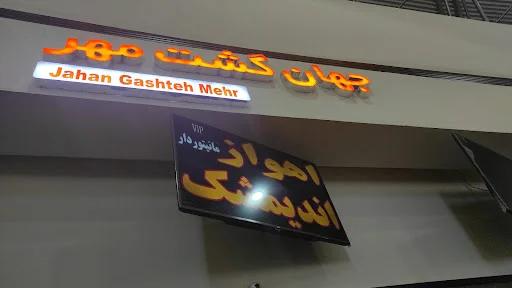 جهان گشت مهر
Jahan Gashteh Mehr
VIP
مانیتوردار
اهواز
اندیمشک